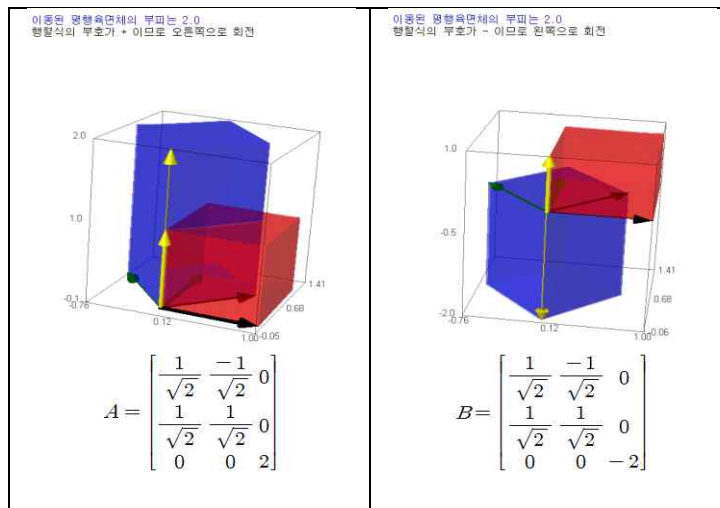 이동된 평행육면체의 부피는 2.0
행렬식의 부호가 + 이므로 오른쪽으로 회전
2.0
1.0
-0.1
-0.76
0.12
1.00
-0.06
0.68
1.41
A = [ 1/√2 -1/√2 0
1/√2 1/√2 0
0 0 2 ]
이동된 평행육면체의 부피는 2.0
행렬식의 부호가 - 이므로 왼쪽으로 회전
1.0
-0.5
-2.0
-0.76
0.12
1.00
-0.06
0.68
1.41
B = [ 1/√2 -1/√2 0
1/√2 1/√2 0
0 0 -2 ]